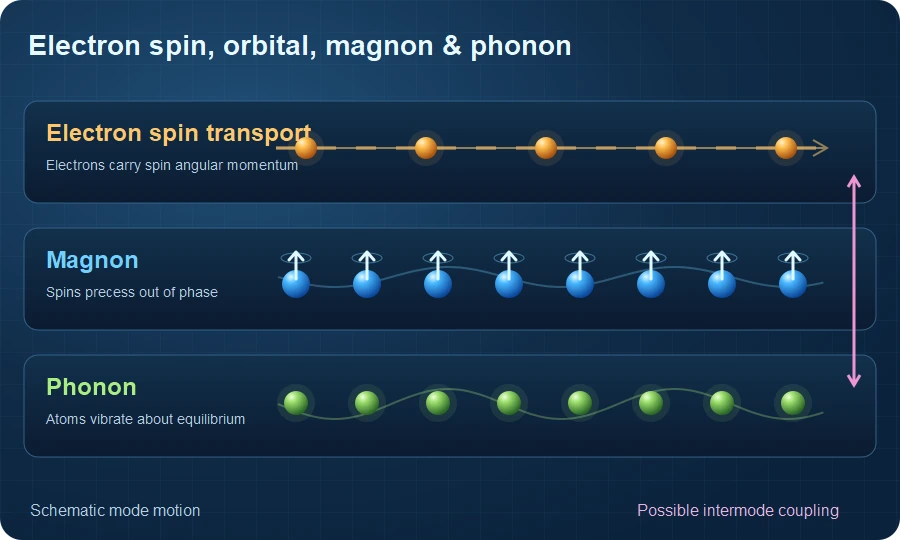 Electron spin, orbital, magnon & phonon
Electron spin transport
Electrons carry spin angular momentum
Magnon
Spins precess out of phase
Phonon
Atoms vibrate about equilibrium
Schematic mode motion
Possible intermode coupling